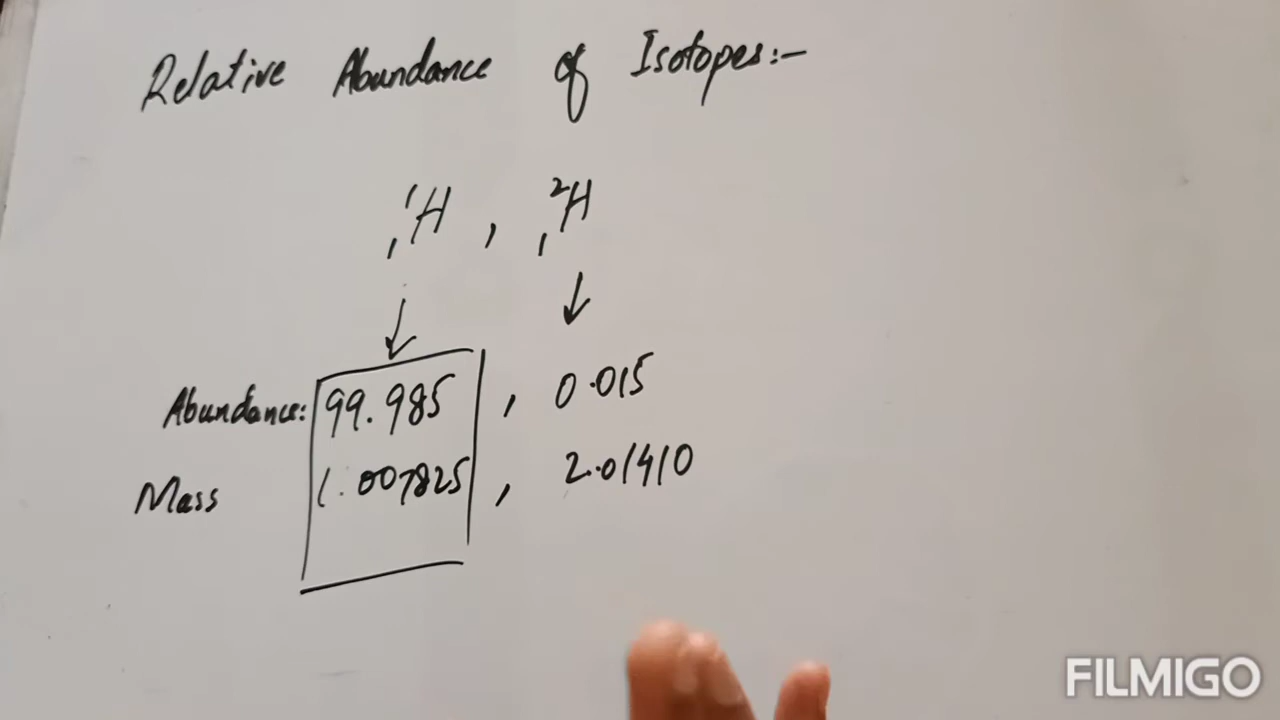 Relative Abundance of Isotopes:-
¹₁H , ²₁H
Abundance: 99.985 , 0.015
Mass 1.007825 , 2.01410
FILMIGO